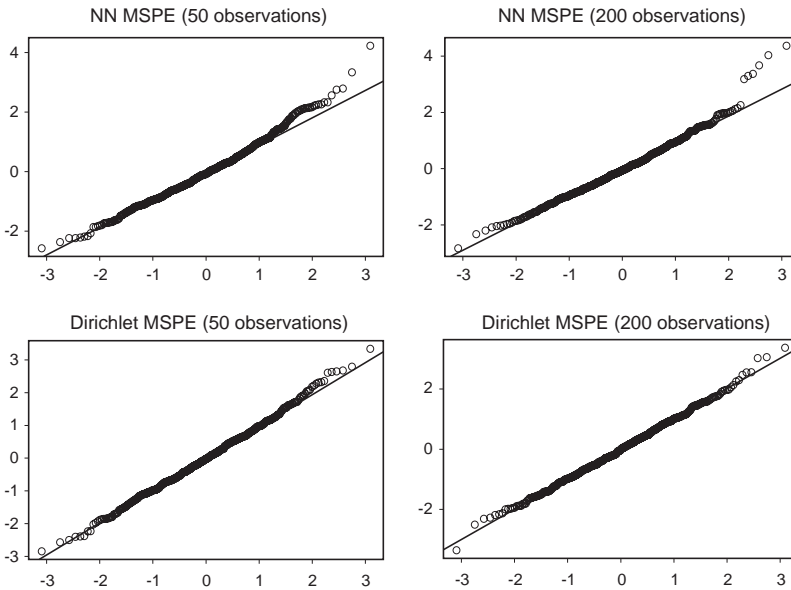 NN MSPE (50 observations)
4
2
0
-2
-3 -2 -1 0 1 2 3
NN MSPE (200 observations)
4
2
0
-2
-3 -2 -1 0 1 2 3
Dirichlet MSPE (50 observations)
3
2
1
0
-1
-2
-3
-3 -2 -1 0 1 2 3
Dirichlet MSPE (200 observations)
2
0
-2
-3 -2 -1 0 1 2 3